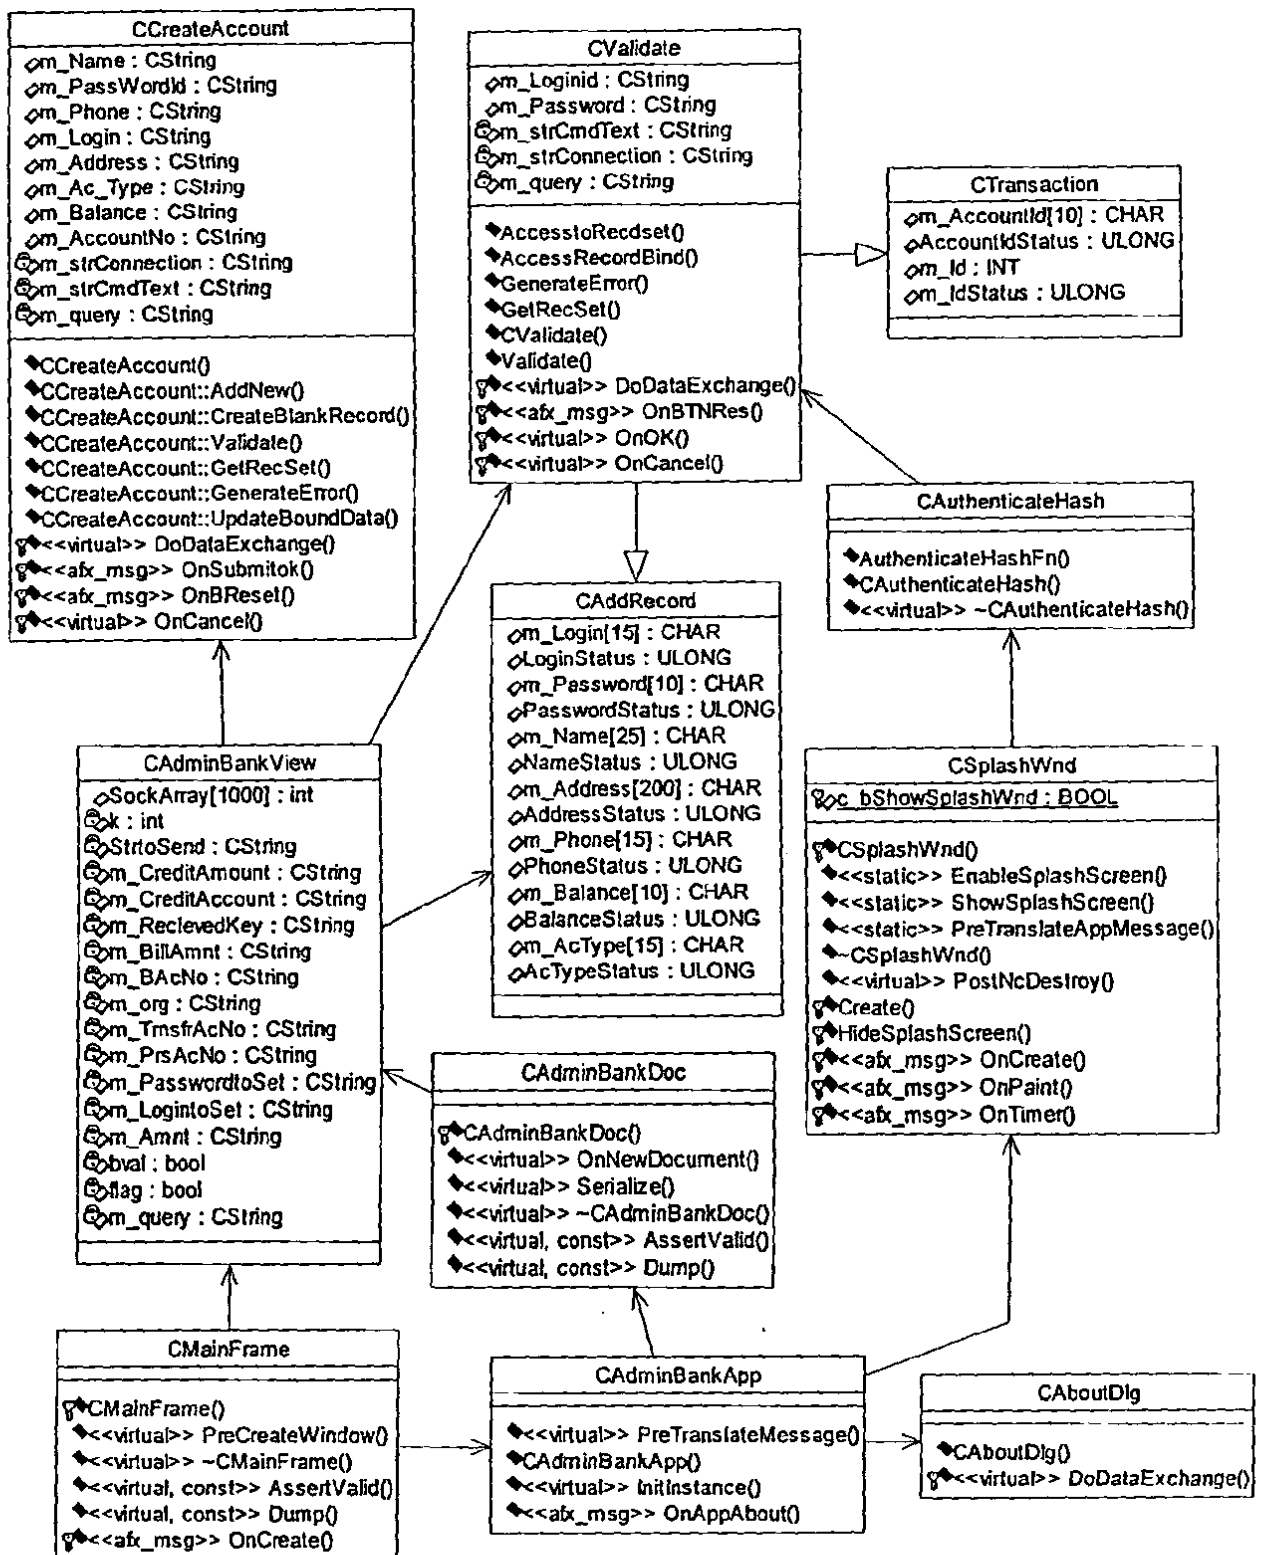 CCreateAccount
m_Name : CString
m_PassWordId : CString
m_Phone : CString
m_Login : CString
m_Address : CString
m_Ac_Type : CString
m_Balance : CString
m_AccountNo : CString
m_strConnection : CString
m_strCmdText : CString
m_query : CString
CCreateAccount()
CCreateAccount::AddNew()
CCreateAccount::CreateBlankRecord()
CCreateAccount::Validate()
CCreateAccount::GetRecSet()
CCreateAccount::GenerateError()
CCreateAccount::UpdateBoundData()
<<virtual>> DoDataExchange()
<<afx_msg>> OnSubmitok()
<<afx_msg>> OnBReset()
<<virtual>> OnCancel()
CValidate
m_Loginid : CString
m_Password : CString
m_strCmdText : CString
m_strConnection : CString
m_query : CString
AccesstoRecdset()
AccessRecordBind()
GenerateError()
GetRecSet()
CValidate()
Validate()
<<virtual>> DoDataExchange()
<<afx_msg>> OnBTNRes()
<<virtual>> OnOK()
<<virtual>> OnCancel()
CTransaction
m_AccountId[10] : CHAR
AccountIdStatus : ULONG
m_Id : INT
m_IdStatus : ULONG
CAuthenticateHash
AuthenticateHashFn()
CAuthenticateHash()
<<virtual>> ~CAuthenticateHash()
CAddRecord
m_Login[15] : CHAR
LoginStatus : ULONG
m_Password[10] : CHAR
PasswordStatus : ULONG
m_Name[25] : CHAR
NameStatus : ULONG
m_Address[200] : CHAR
AddressStatus : ULONG
m_Phone[15] : CHAR
PhoneStatus : ULONG
m_Balance[10] : CHAR
BalanceStatus : ULONG
m_AcType[15] : CHAR
AcTypeStatus : ULONG
CAdminBankView
SockArray[1000] : int
k : int
StrtoSend : CString
m_CreditAmount : CString
m_CreditAccount : CString
m_RecievedKey : CString
m_BillAmnt : CString
m_BAcNo : CString
m_org : CString
m_TrnsfrAcNo : CString
m_PrsAcNo : CString
m_PasswordtoSet : CString
m_LogintoSet : CString
m_Amnt : CString
bval : bool
flag : bool
m_query : CString
CSplashWnd
c_bShowSplashWnd : BOOL
CSplashWnd()
<<static>> EnableSplashScreen()
<<static>> ShowSplashScreen()
<<static>> PreTranslateAppMessage()
~CSplashWnd()
<<virtual>> PostNcDestroy()
Create()
HideSplashScreen()
<<afx_msg>> OnCreate()
<<afx_msg>> OnPaint()
<<afx_msg>> OnTimer()
CAdminBankDoc
CAdminBankDoc()
<<virtual>> OnNewDocument()
<<virtual>> Serialize()
<<virtual>> ~CAdminBankDoc()
<<virtual, const>> AssertValid()
<<virtual, const>> Dump()
CMainFrame
CMainFrame()
<<virtual>> PreCreateWindow()
<<virtual>> ~CMainFrame()
<<virtual, const>> AssertValid()
<<virtual, const>> Dump()
<<afx_msg>> OnCreate()
CAdminBankApp
<<virtual>> PreTranslateMessage()
CAdminBankApp()
<<virtual>> InitInstance()
<<afx_msg>> OnAppAbout()
CAboutDlg
CAboutDlg()
<<virtual>> DoDataExchange()